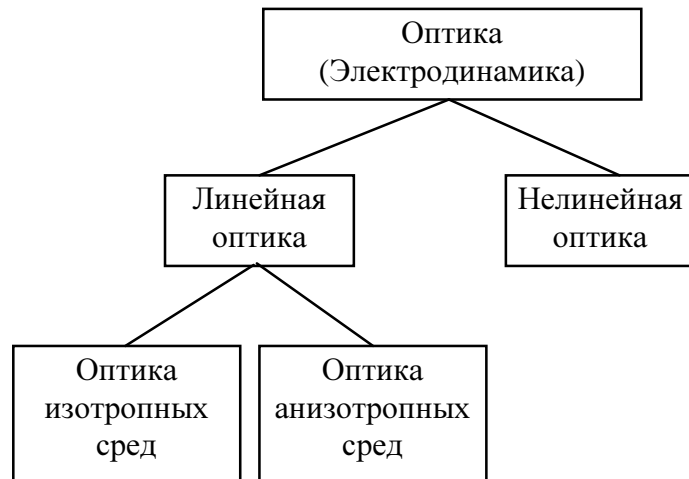 Оптика
(Электродинамика)
Линейная
оптика
Нелинейная
оптика
Оптика
изотропных
сред
Оптика
анизотропных
сред